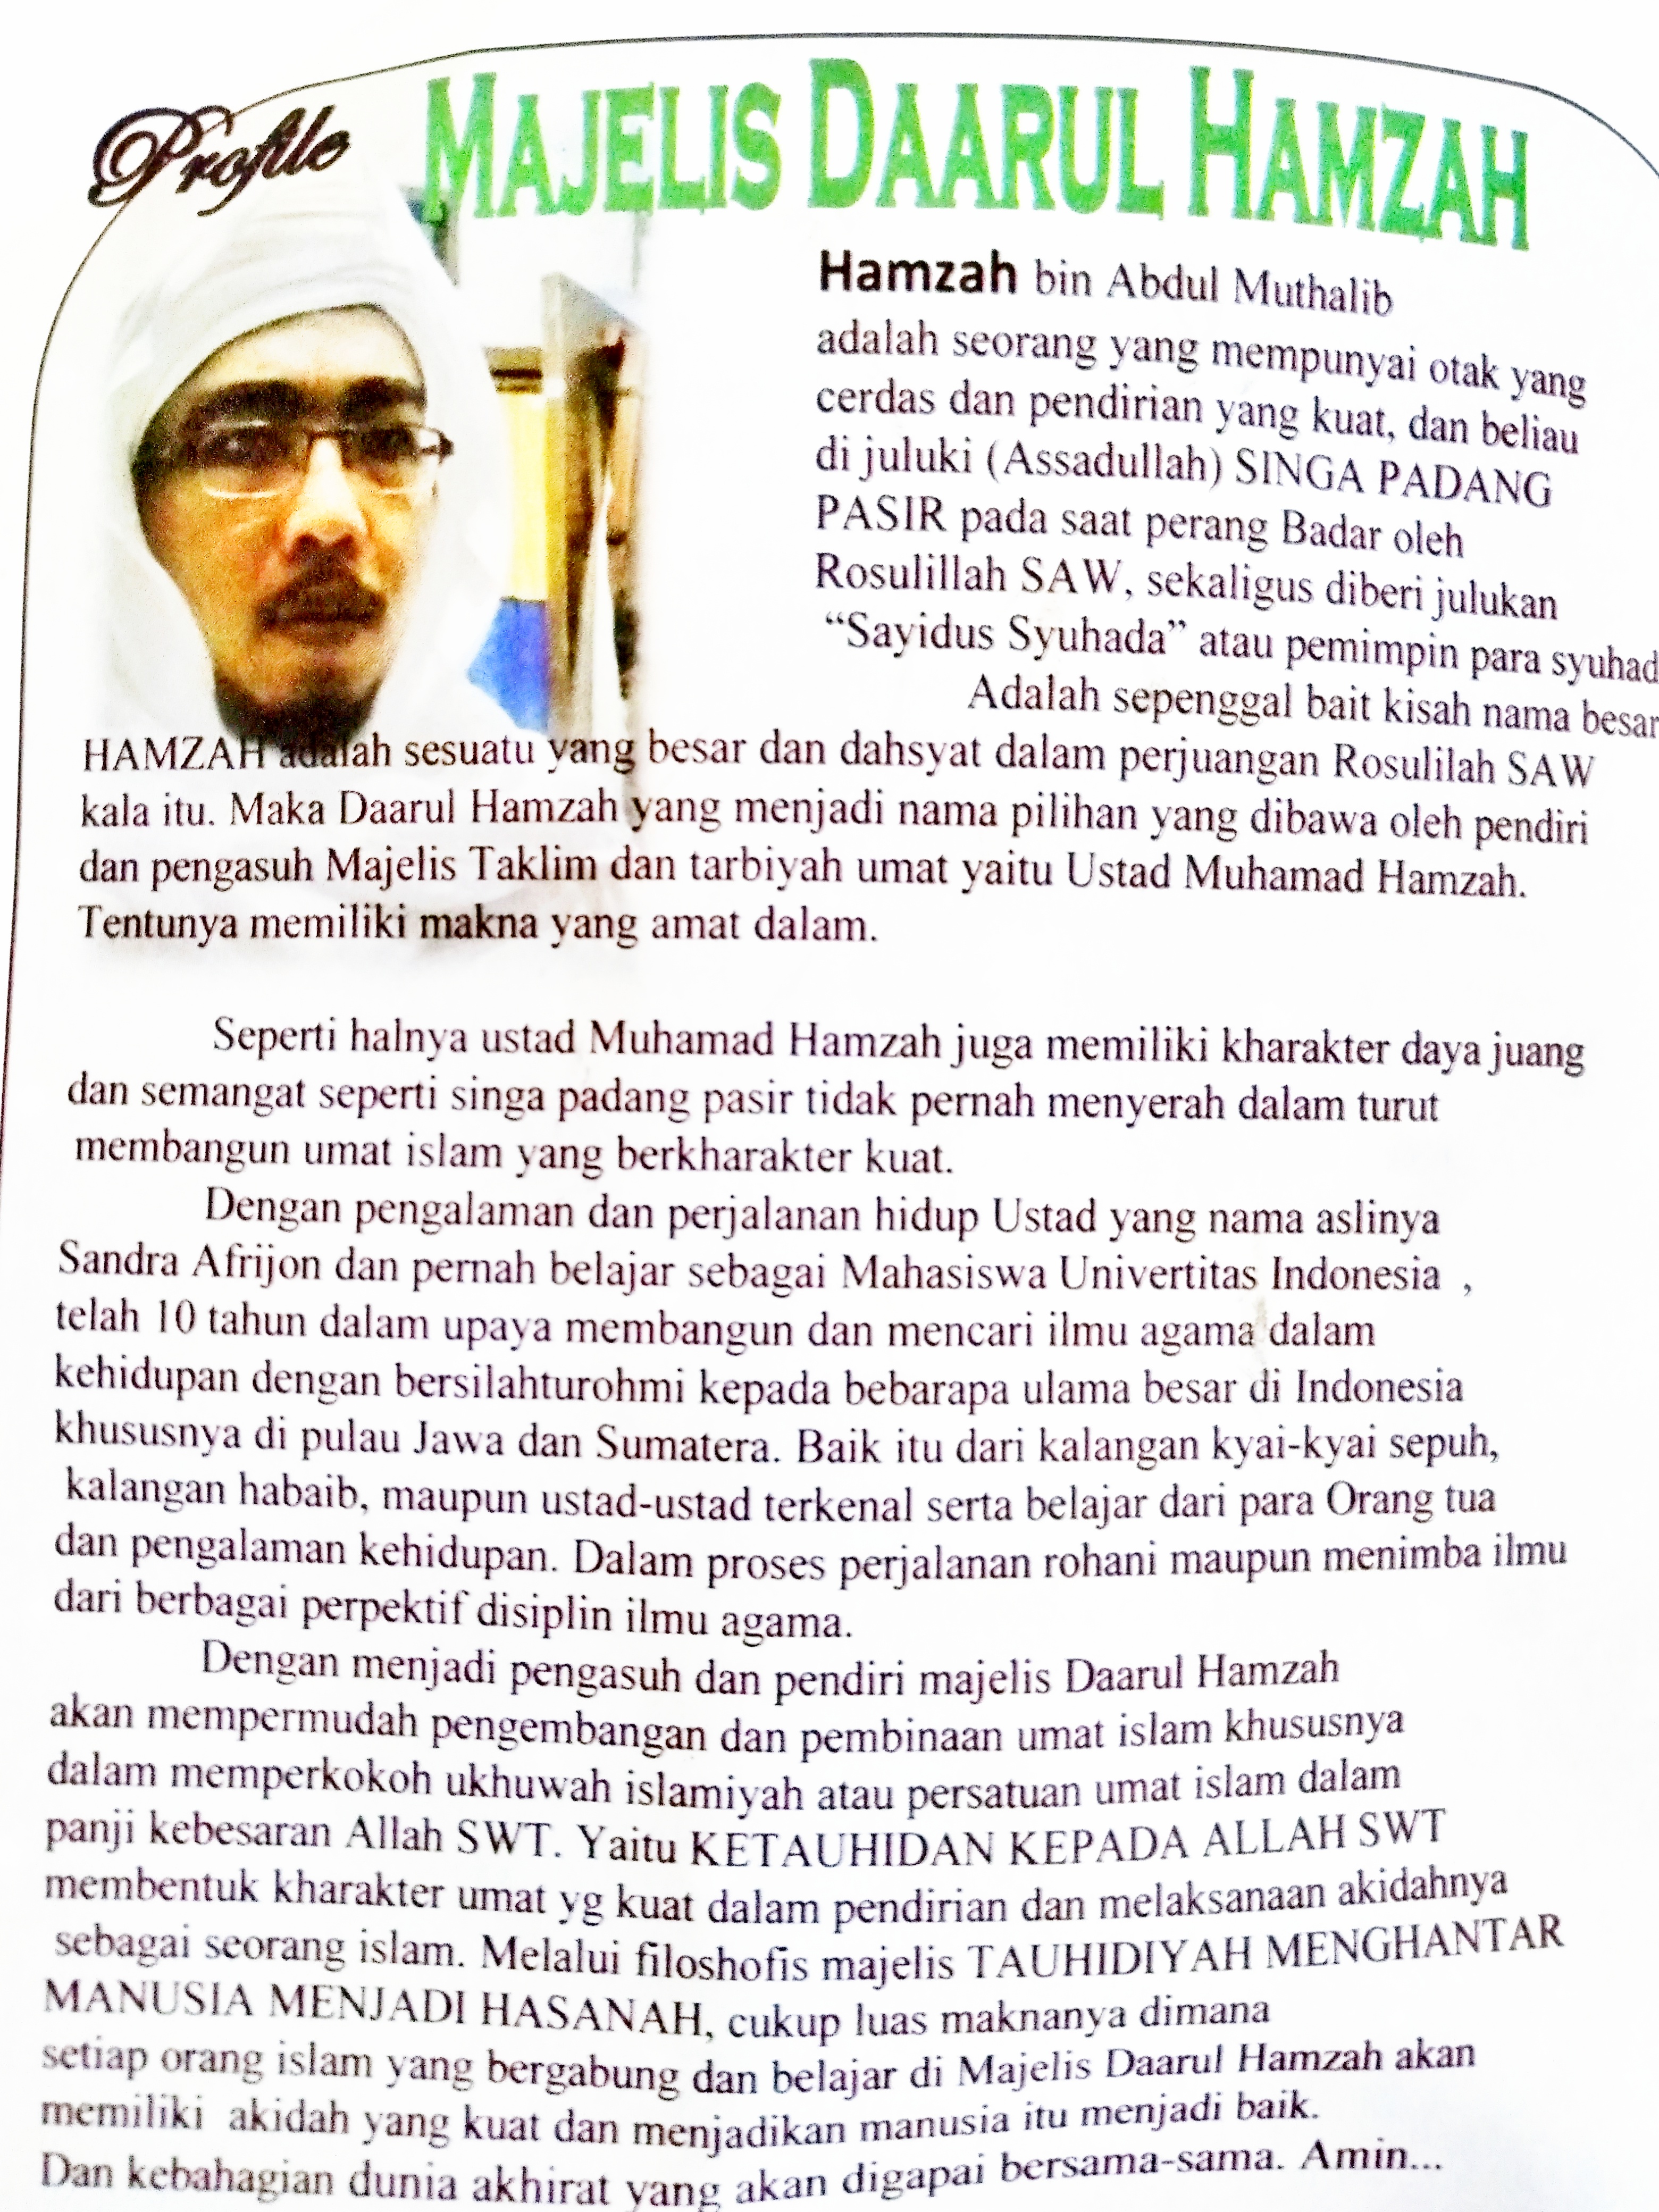 Profile MAJELIS DAARUL HAMZAH
Hamzah bin Abdul Muthalib
adalah seorang yang mempunyai otak yang
cerdas dan pendirian yang kuat, dan beliau
di juluki (Assadullah) SINGA PADANG
PASIR pada saat perang Badar oleh
Rosulillah SAW, sekaligus diberi julukan
“Sayidus Syuhada” atau pemimpin para syuhad
Adalah sepenggal bait kisah nama besar
HAMZAH adalah sesuatu yang besar dan dahsyat dalam perjuangan Rosulilah SAW
kala itu. Maka Daarul Hamzah yang menjadi nama pilihan yang dibawa oleh pendiri
dan pengasuh Majelis Taklim dan tarbiyah umat yaitu Ustad Muhamad Hamzah.
Tentunya memiliki makna yang amat dalam.
Seperti halnya ustad Muhamad Hamzah juga memiliki kharakter daya juang
dan semangat seperti singa padang pasir tidak pernah menyerah dalam turut
membangun umat islam yang berkharakter kuat.
Dengan pengalaman dan perjalanan hidup Ustad yang nama aslinya
Sandra Afrijon dan pernah belajar sebagai Mahasiswa Univertitas Indonesia ,
telah 10 tahun dalam upaya membangun dan mencari ilmu agama dalam
kehidupan dengan bersilahturohmi kepada bebarapa ulama besar di Indonesia
khususnya di pulau Jawa dan Sumatera. Baik itu dari kalangan kyai-kyai sepuh,
kalangan habaib, maupun ustad-ustad terkenal serta belajar dari para Orang tua
dan pengalaman kehidupan. Dalam proses perjalanan rohani maupun menimba ilmu
dari berbagai perpektif disiplin ilmu agama.
Dengan menjadi pengasuh dan pendiri majelis Daarul Hamzah
akan mempermudah pengembangan dan pembinaan umat islam khususnya
dalam memperkokoh ukhuwah islamiyah atau persatuan umat islam dalam
panji kebesaran Allah SWT. Yaitu KETAUHIDAN KEPADA ALLAH SWT
membentuk kharakter umat yg kuat dalam pendirian dan melaksanaan akidahnya
sebagai seorang islam. Melalui filoshofis majelis TAUHIDIYAH MENGHANTAR
MANUSIA MENJADI HASANAH, cukup luas maknanya dimana
setiap orang islam yang bergabung dan belajar di Majelis Daarul Hamzah akan
memiliki akidah yang kuat dan menjadikan manusia itu menjadi baik.
Dan kebahagian dunia akhirat yang akan digapai bersama-sama. Amin...